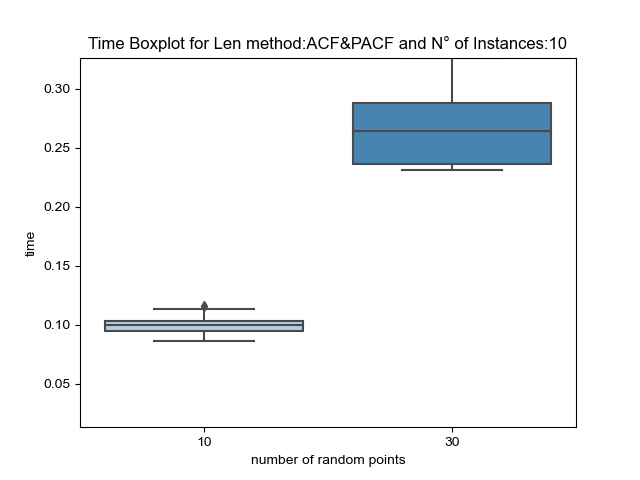 Time Boxplot for Len method:ACF&PACF and N° of Instances:10
0.30
0.25
0.20
0.15
0.10
0.05
time
10
30
number of random points